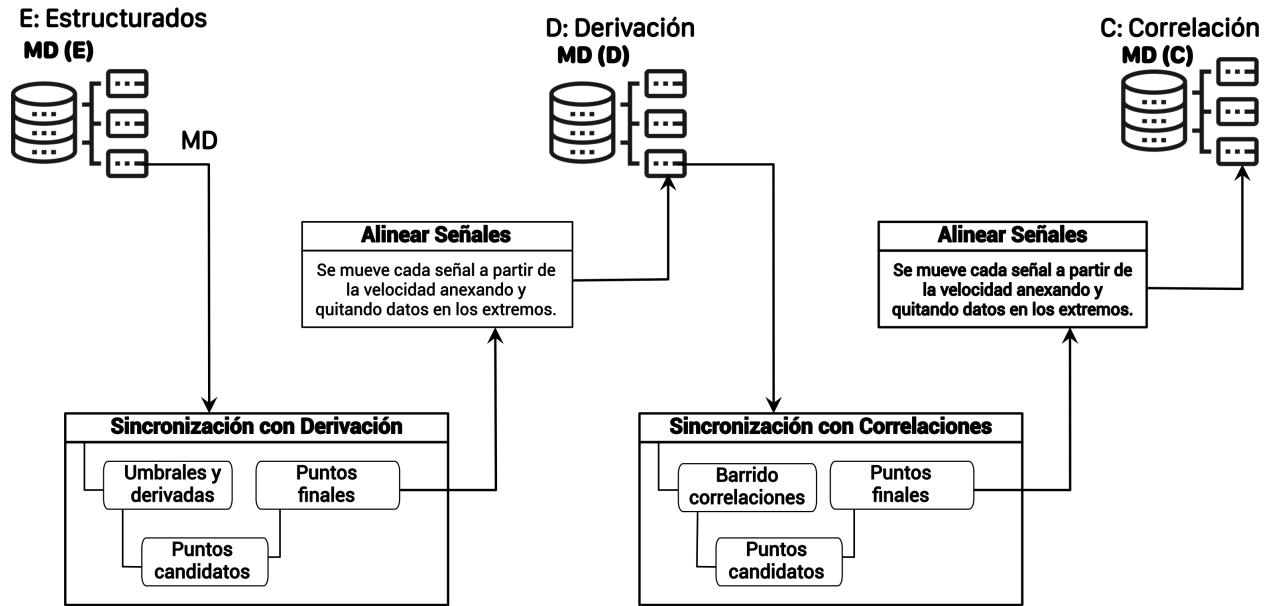 E: Estructurados
MD (E)
D: Derivación
MD (D)
C: Correlación
MD (C)
MD
Alinear Señales
Se mueve cada señal a partir de
la velocidad anexando y
quitando datos en los extremos.
Alinear Señales
Se mueve cada señal a partir de
la velocidad anexando y
quitando datos en los extremos.
Sincronización con Derivación
Umbrales y
derivadas
Puntos
finales
Puntos
candidatos
Sincronización con Correlaciones
Barrido
correlaciones
Puntos
finales
Puntos
candidatos